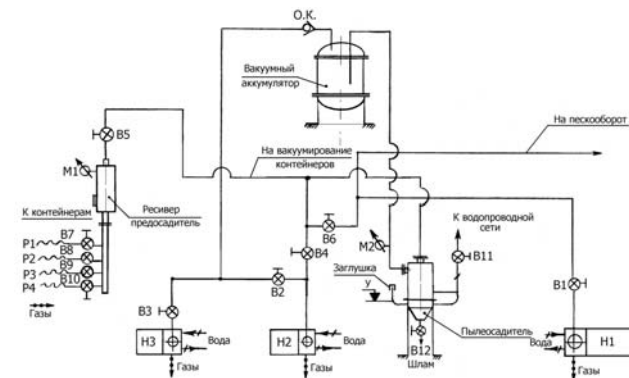 О.К.
Вакуумный
аккумулятор
На пескооборот
В5
На вакуумирование
контейнеров
М1
К контейнерам
Ресивер
предосадитель
В7
Р1
В8
Р2
В9
Р3
В10
Р4
Газы
В6
М2
В4
К водопроводной
сети
В11
Заглушка
У
В3
В2
В1
Пылеосадитель
Н3
Вода
Н2
Вода
В12
Шлам
Вода
Н1
Газы
Газы
Газы